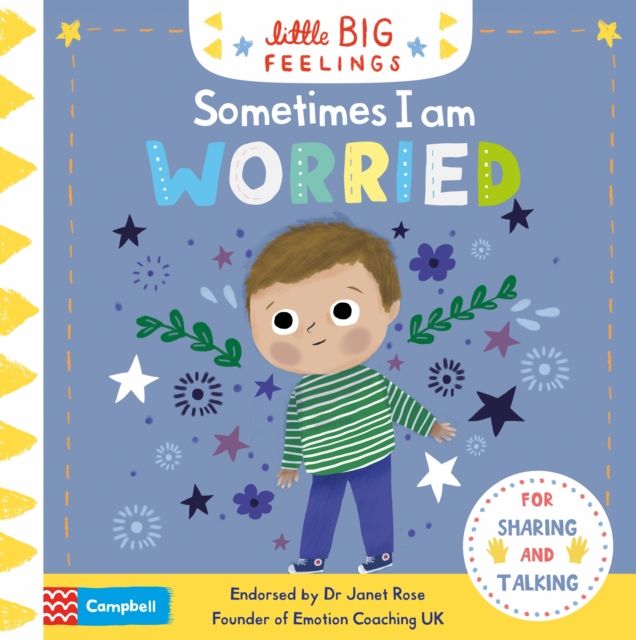 little BIG
FEELINGS
Sometimes I am
WORRIED
FOR
SHARING
AND
TALKING
Campbell
Endorsed by Dr Janet Rose
Founder of Emotion Coaching UK